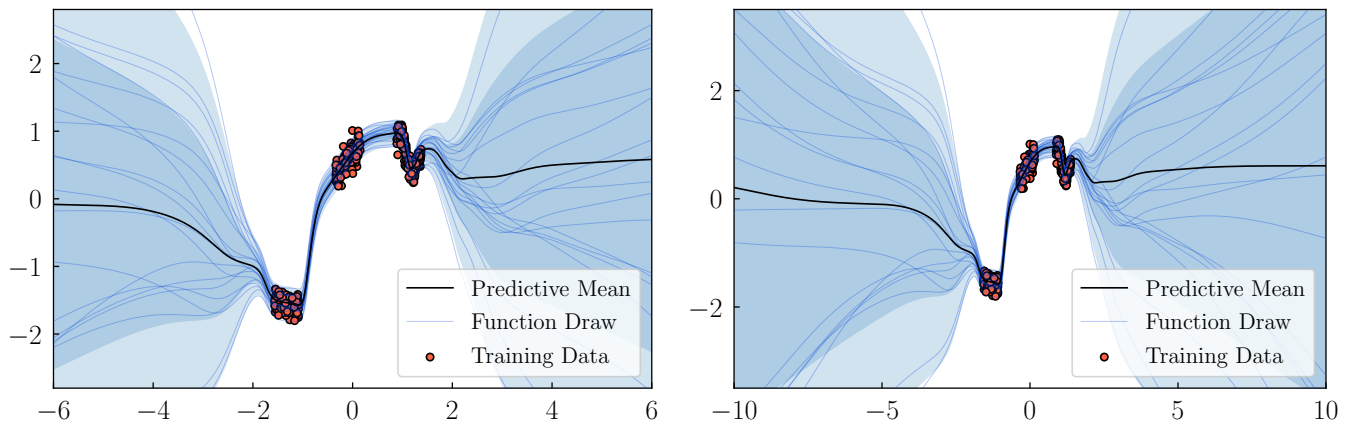 2
1
0
−1
−2
−6 −4 −2 0 2 4 6
Predictive Mean
Function Draw
Training Data
2
0
−2
−10 −5 0 5 10
Predictive Mean
Function Draw
Training Data